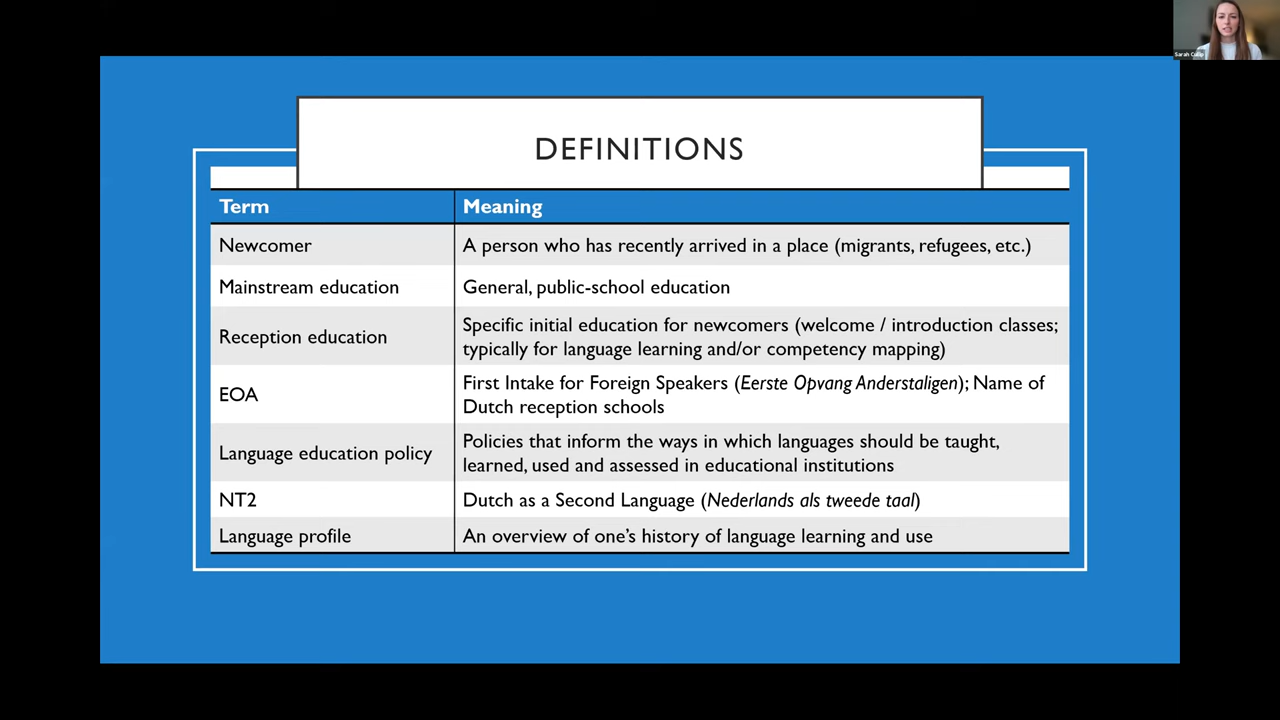 DEFINITIONS
Term Meaning
Newcomer A person who has recently arrived in a place (migrants, refugees, etc.)
Mainstream education General, public-school education
Reception education Specific initial education for newcomers (welcome / introduction classes;
typically for language learning and/or competency mapping)
EOA First Intake for Foreign Speakers (Eerste Opvang Anderstaligen); Name of
Dutch reception schools
Language education policy Policies that inform the ways in which languages should be taught,
learned, used and assessed in educational institutions
NT2 Dutch as a Second Language (Nederlands als tweede taal)
Language profile An overview of one’s history of language learning and use
Sarah